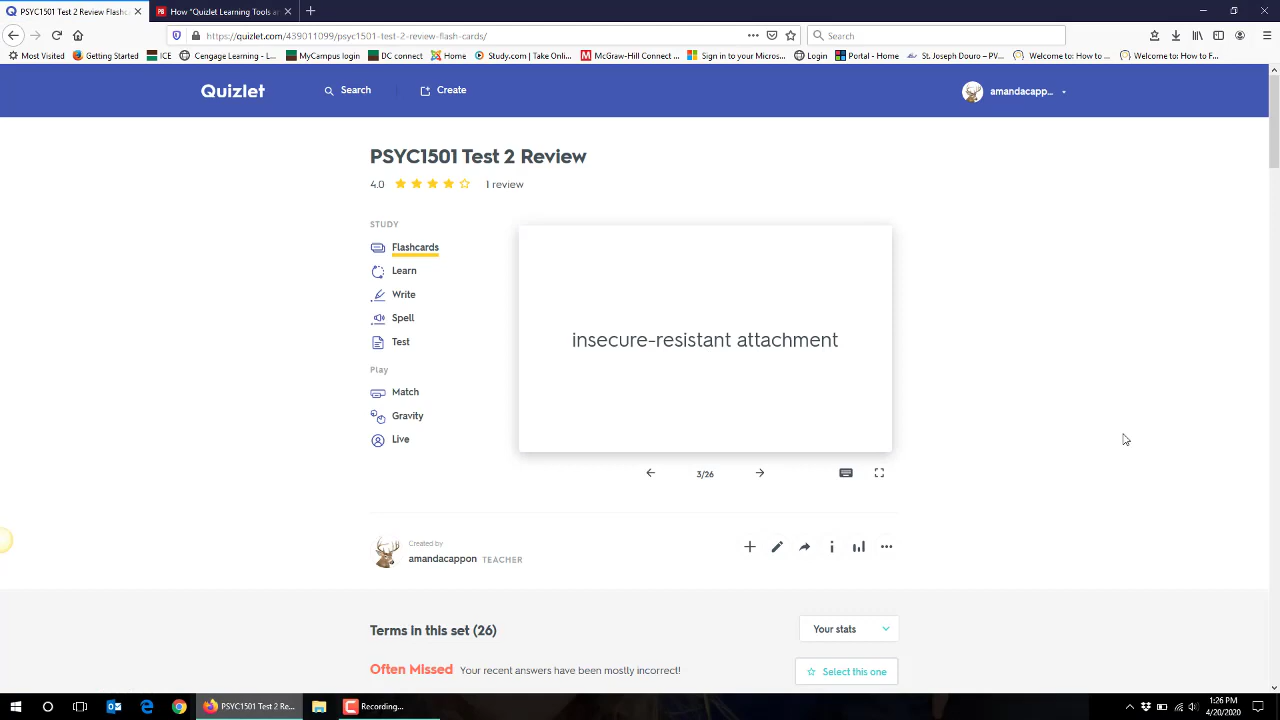 PSYC1501 Test 2 Review Flashc
How "Quizlet Learning Tools ar
https://quizlet.com/439011099/psyc1501-test-2-review-flash-cards/
Search
Most Visited
Getting Started
ICE
Cengage Learning - L...
MyCampus login
DC connect
Home
Study.com | Take Onli...
McGraw-Hill Connect ...
Sign in to your Micros...
Login
Portal - Home
St. Joseph Douro – PV...
Welcome to: How to ...
Welcome to: How to F...
Quizlet
Search
Create
amandacapp...
PSYC1501 Test 2 Review
4.0
1 review
STUDY
Flashcards
Learn
Write
Spell
Test
Play
Match
Gravity
Live
insecure-resistant attachment
3/26
Created by
amandacappon TEACHER
Terms in this set (26)
Your stats
Often Missed Your recent answers have been mostly incorrect!
Select this one
PSYC1501 Test 2 Re...
Recording...
1:26 PM
4/20/2020